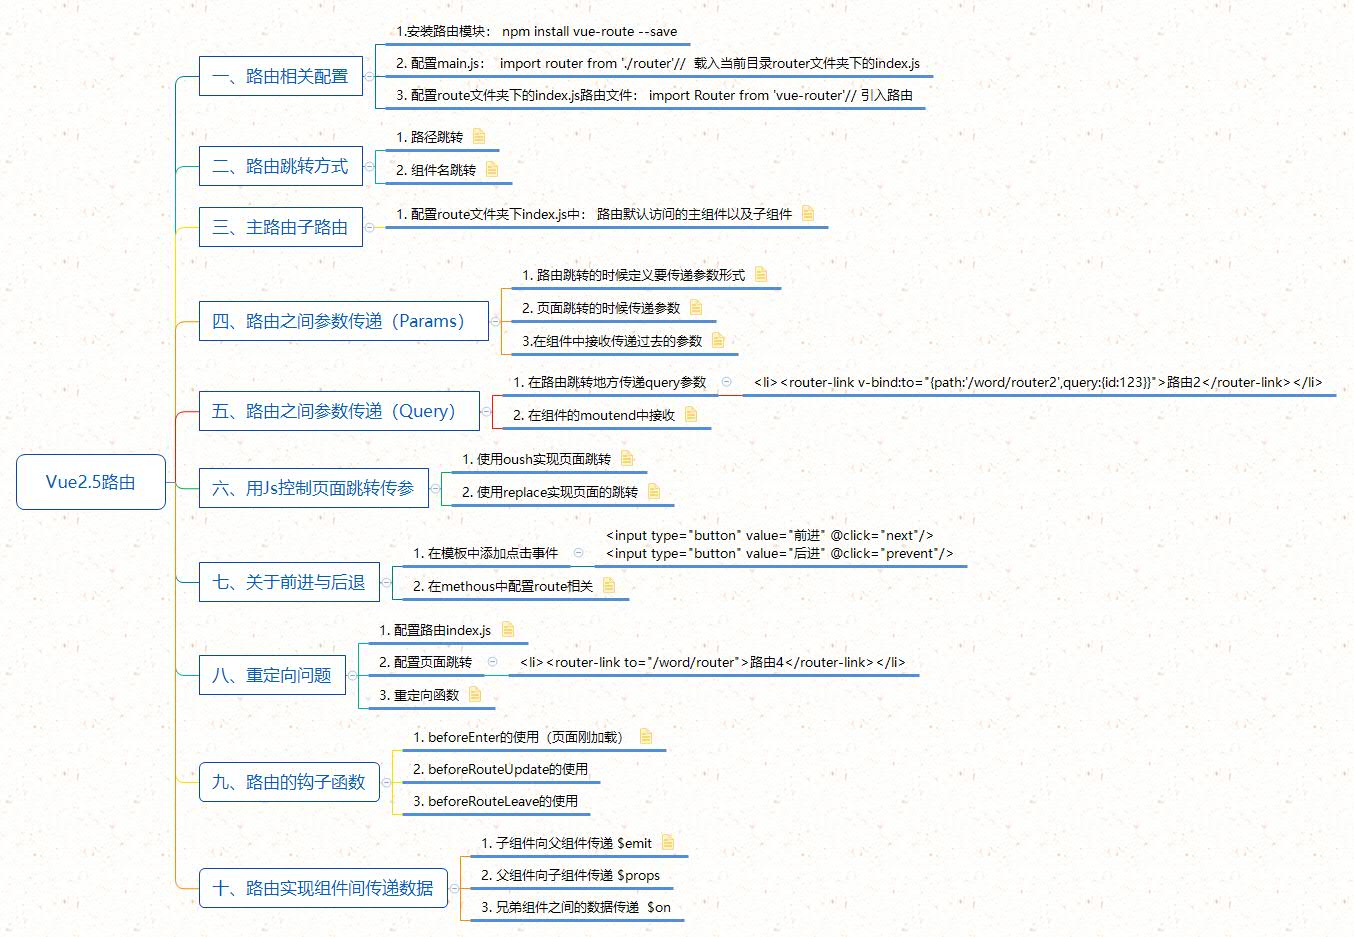 Vue2.5路由
一、路由相关配置
1.安装路由模块： npm install vue-route --save
2. 配置main.js： import router from './router'// 载入当前目录router文件夹下的index.js
3. 配置route文件夹下的index.js路由文件： import Router from 'vue-router'// 引入路由
二、路由跳转方式
1. 路径跳转
2. 组件名跳转
三、主路由子路由
1. 配置route文件夹下index.js中： 路由默认访问的主组件以及子组件
四、路由之间参数传递（Params）
1. 路由跳转的时候定义要传递参数形式
2. 页面跳转的时候传递参数
3.在组件中接收传递过去的参数
五、路由之间参数传递（Query）
1. 在路由跳转地方传递query参数
<li><router-link v-bind:to="{path:'/word/router2',query:{id:123}}">路由2</router-link></li>
2. 在组件的moutend中接收
六、用Js控制页面跳转传参
1. 使用oush实现页面跳转
2. 使用replace实现页面的跳转
七、关于前进与后退
1. 在模板中添加点击事件
<input type="button" value="前进" @click="next"/>
<input type="button" value="后进" @click="prevent"/>
2. 在methous中配置route相关
八、重定向问题
1. 配置路由index.js
2. 配置页面跳转
<li><router-link to="/word/router">路由4</router-link></li>
3. 重定向函数
九、路由的钩子函数
1. beforeEnter的使用（页面刚加载）
2. beforeRouteUpdate的使用
3. beforeRouteLeave的使用
十、路由实现组件间传递数据
1. 子组件向父组件传递 $emit
2. 父组件向子组件传递 $props
3. 兄弟组件之间的数据传递 $on